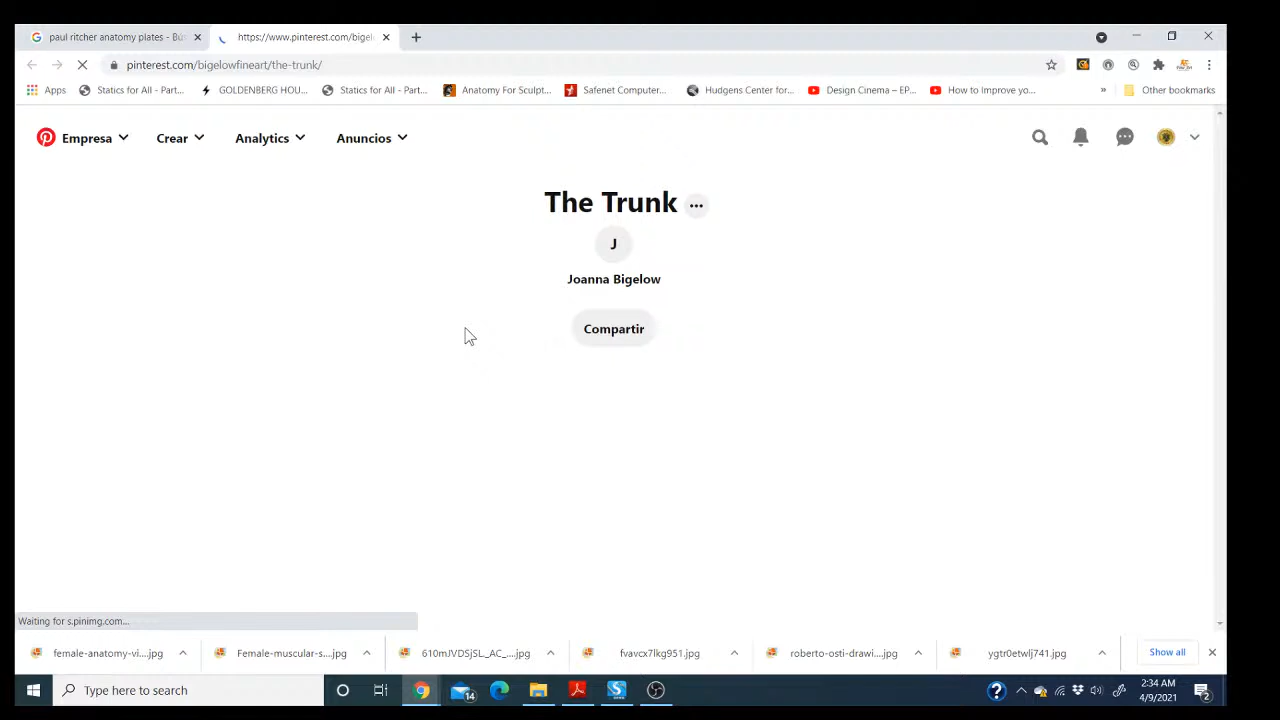 paul ritcher anatomy plates - Bús
https://www.pinterest.com/bigel
pinterest.com/bigelowfineart/the-trunk/
Apps
Statics for All - Part...
GOLDENBERG HOU...
Statics for All - Part...
Anatomy For Sculpt...
Safenet Computer...
Hudgens Center for...
Design Cinema – EP...
How to Improve yo...
»
Other bookmarks
Empresa
Crear
Analytics
Anuncios
The Trunk
J
Joanna Bigelow
Compartir
Waiting for s.pinimg.com...
female-anatomy-vi....jpg
Female-muscular-s....jpg
610mJVDSjSL_AC_....jpg
fvavcx7lkg951.jpg
roberto-osti-drawi....jpg
ygtr0etwlj741.jpg
Show all
Type here to search
14
2:34 AM
4/9/2021
2